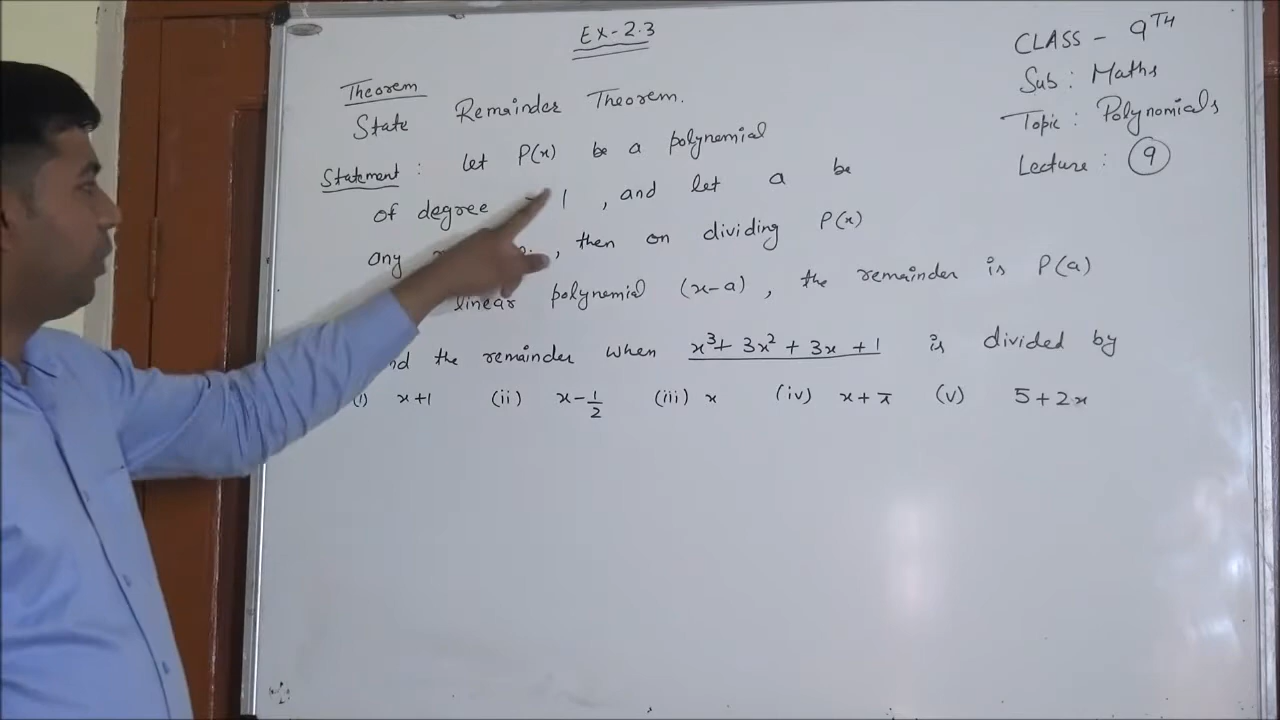 EX-2.3
CLASS - 9TH
Sub : Maths
Topic : Polynomials
Lecture : 9
Theorem
State Remainder Theorem.
Statement : Let P(x) be a polynomial
of degree 1 , and let a be
any , then on dividing P(x)
linear polynomial (x-a) , the remainder is P(a)
the remainder when x³+ 3x² + 3x + 1 is divided by
(i) x+1 (ii) x-1/2 (iii) x (iv) x+π (v) 5+2x